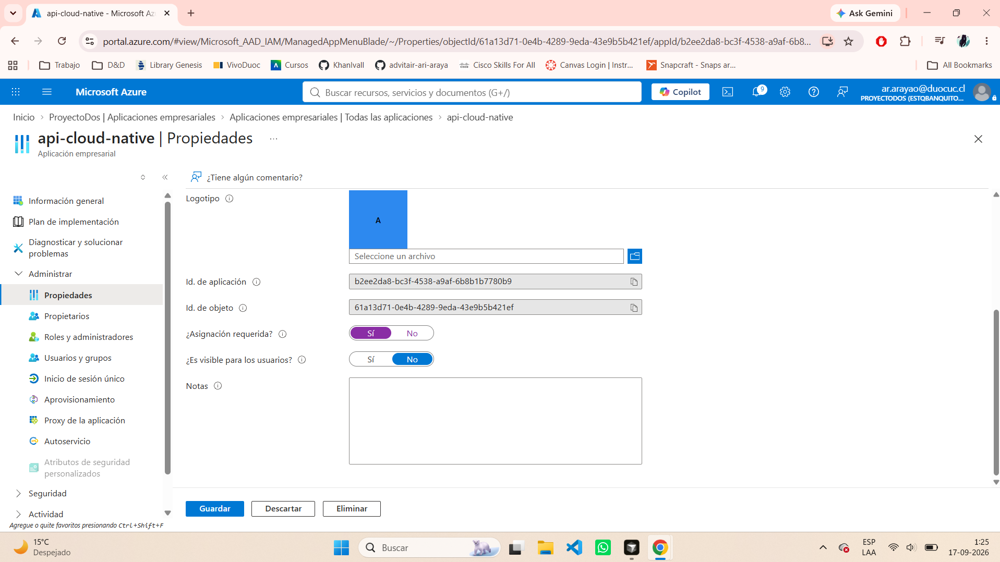 api-cloud-native - Microsoft Az
Ask Gemini
portal.azure.com/#view/Microsoft_AAD_IAM/ManagedAppMenuBlade/~/Properties/objectId/61a13d71-0e4b-4289-9eda-43e9b5b421ef/appId/b2ee2da8-bc3f-4538-a9af-6b8...
Trabajo
D&D
Library Genesis
VivoDuoc
Cursos
Khanlvall
advitair-ari-araya
Cisco Skills For All
Canvas Login | Instr...
Snapcraft - Snaps ar...
All Bookmarks
Microsoft Azure
Buscar recursos, servicios y documentos (G+/)
Copilot
9
ar.arayao@duocuc.cl
PROYECTODOS (ESTQBANQUITO...
Inicio > ProyectoDos | Aplicaciones empresariales > Aplicaciones empresariales | Todas las aplicaciones > api-cloud-native
api-cloud-native | Propiedades ...
Aplicación empresarial
¿Tiene algún comentario?
Información general
Plan de implementación
Diagnosticar y solucionar
problemas
Administrar
Propiedades
Propietarios
Roles y administradores
Usuarios y grupos
Inicio de sesión único
Aprovisionamiento
Proxy de la aplicación
Autoservicio
Atributos de seguridad
personalizados
Seguridad
Actividad
Agregue o quite favoritos presionando Ctrl+Shift+F
Logotipo
A
Seleccione un archivo
Id. de aplicación
b2ee2da8-bc3f-4538-a9af-6b8b1b7780b9
Id. de objeto
61a13d71-0e4b-4289-9eda-43e9b5b421ef
¿Asignación requerida?
Sí No
¿Es visible para los usuarios?
Sí No
Notas
Guardar
Descartar
Eliminar
15°C
Despejado
Buscar
ESP
LAA
1:25
17-09-2026